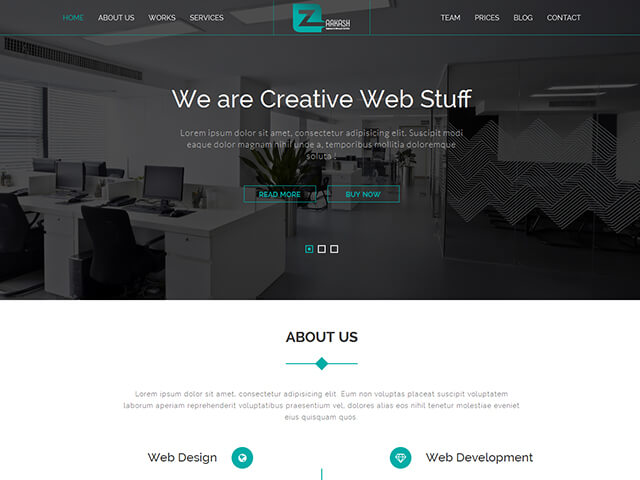 HOME ABOUT US WORKS SERVICES
Z
AAKASH
TEAM PRICES BLOG CONTACT
We are Creative Web Stuff
Lorem ipsum dolor sit amet, consectetur adipisicing elit. Suscipit modi
eaque dolor magnam nihil unde a, temporibus mollitia doloremque
soluta !
READ MORE
BUY NOW
ABOUT US
Lorem ipsum dolor sit amet, consectetur adipisicing elit. Eum non voluptas placeat suscipit voluptatem
laborum aperiam reprehenderit voluptatibus praesentium vel, dolores alias eos nihil tenetur molestiae eveniet
eius quisquam quos
Web Design
Web Development